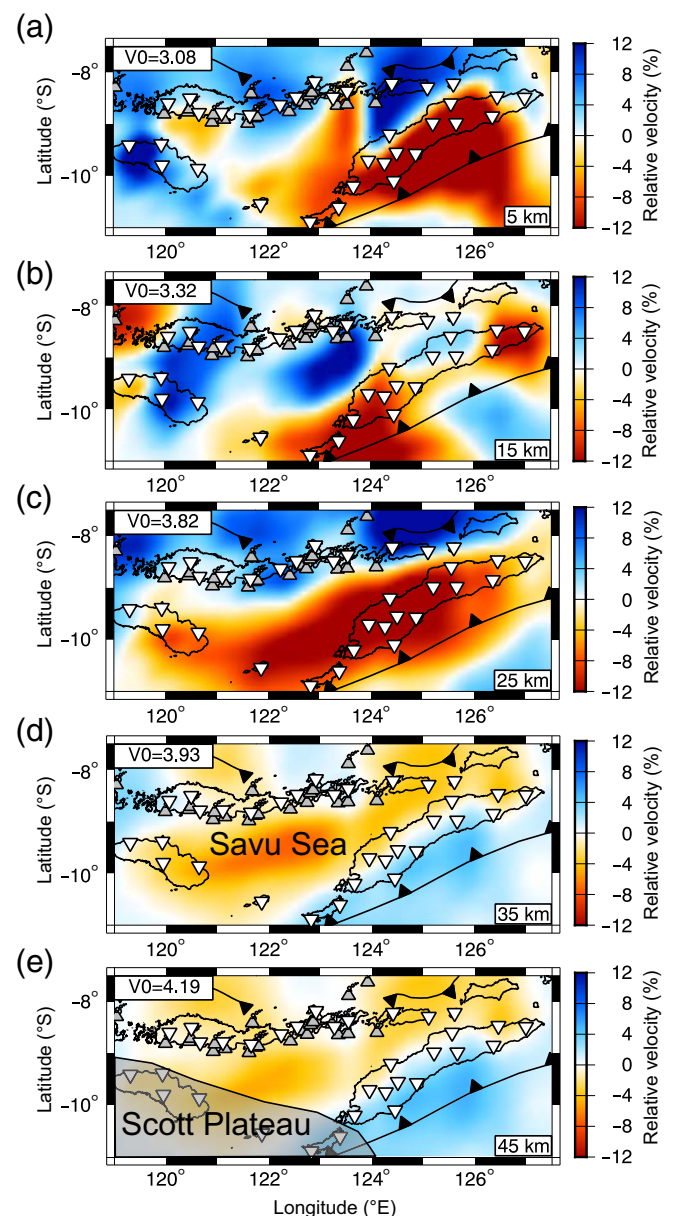 (a)
V0=3.08
−8°
−10°
Latitude (°S)
5 km
120°
122°
124°
126°
12
8
4
0
−4
−8
−12
Relative velocity (%)
(b)
V0=3.32
−8°
−10°
Latitude (°S)
15 km
120°
122°
124°
126°
12
8
4
0
−4
−8
−12
Relative velocity (%)
(c)
V0=3.82
−8°
−10°
Latitude (°S)
25 km
120°
122°
124°
126°
12
8
4
0
−4
−8
−12
Relative velocity (%)
(d)
V0=3.93
−8°
−10°
Latitude (°S)
Savu Sea
35 km
120°
122°
124°
126°
12
8
4
0
−4
−8
−12
Relative velocity (%)
(e)
V0=4.19
−8°
−10°
Latitude (°S)
Scott Plateau
45 km
120°
122°
124°
126°
Longitude (°E)
12
8
4
0
−4
−8
−12
Relative velocity (%)